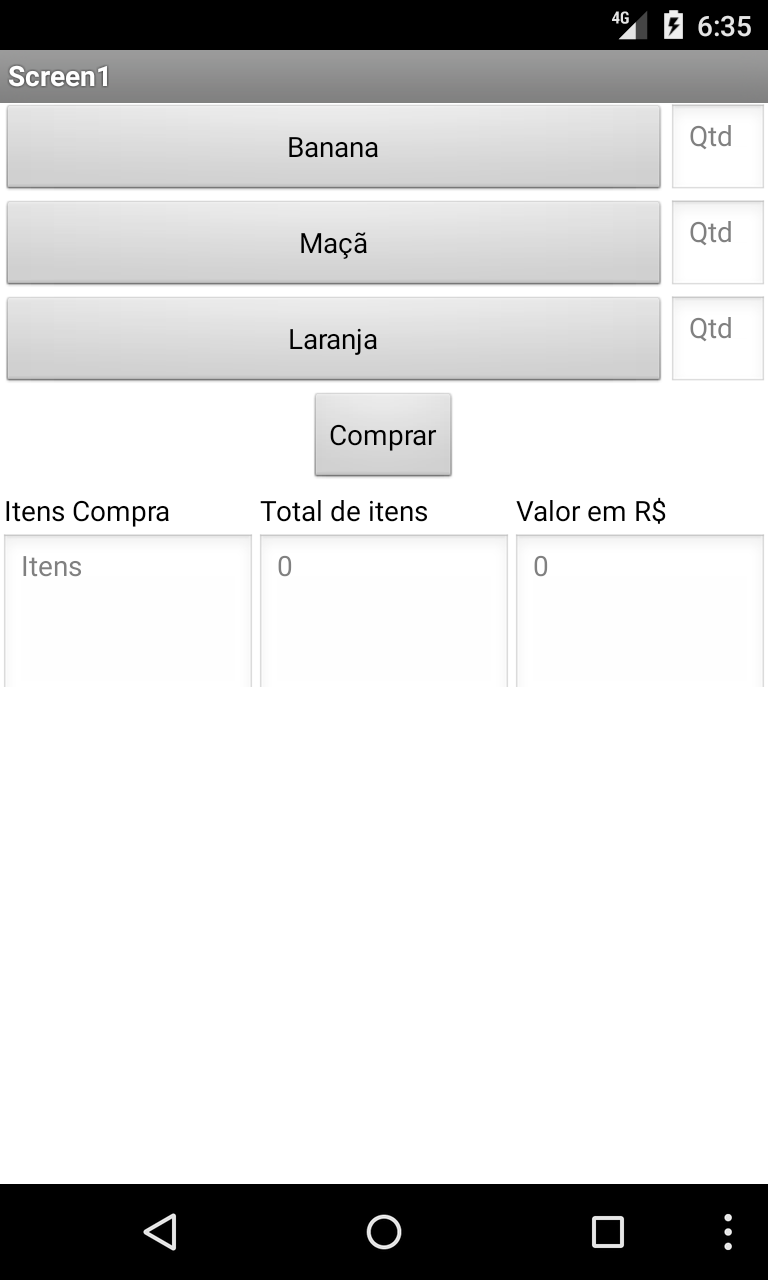 4G 6:35
Screen1
Banana Qtd
Maçã Qtd
Laranja Qtd
Comprar
Itens Compra Total de itens Valor em R$
Itens 0 0